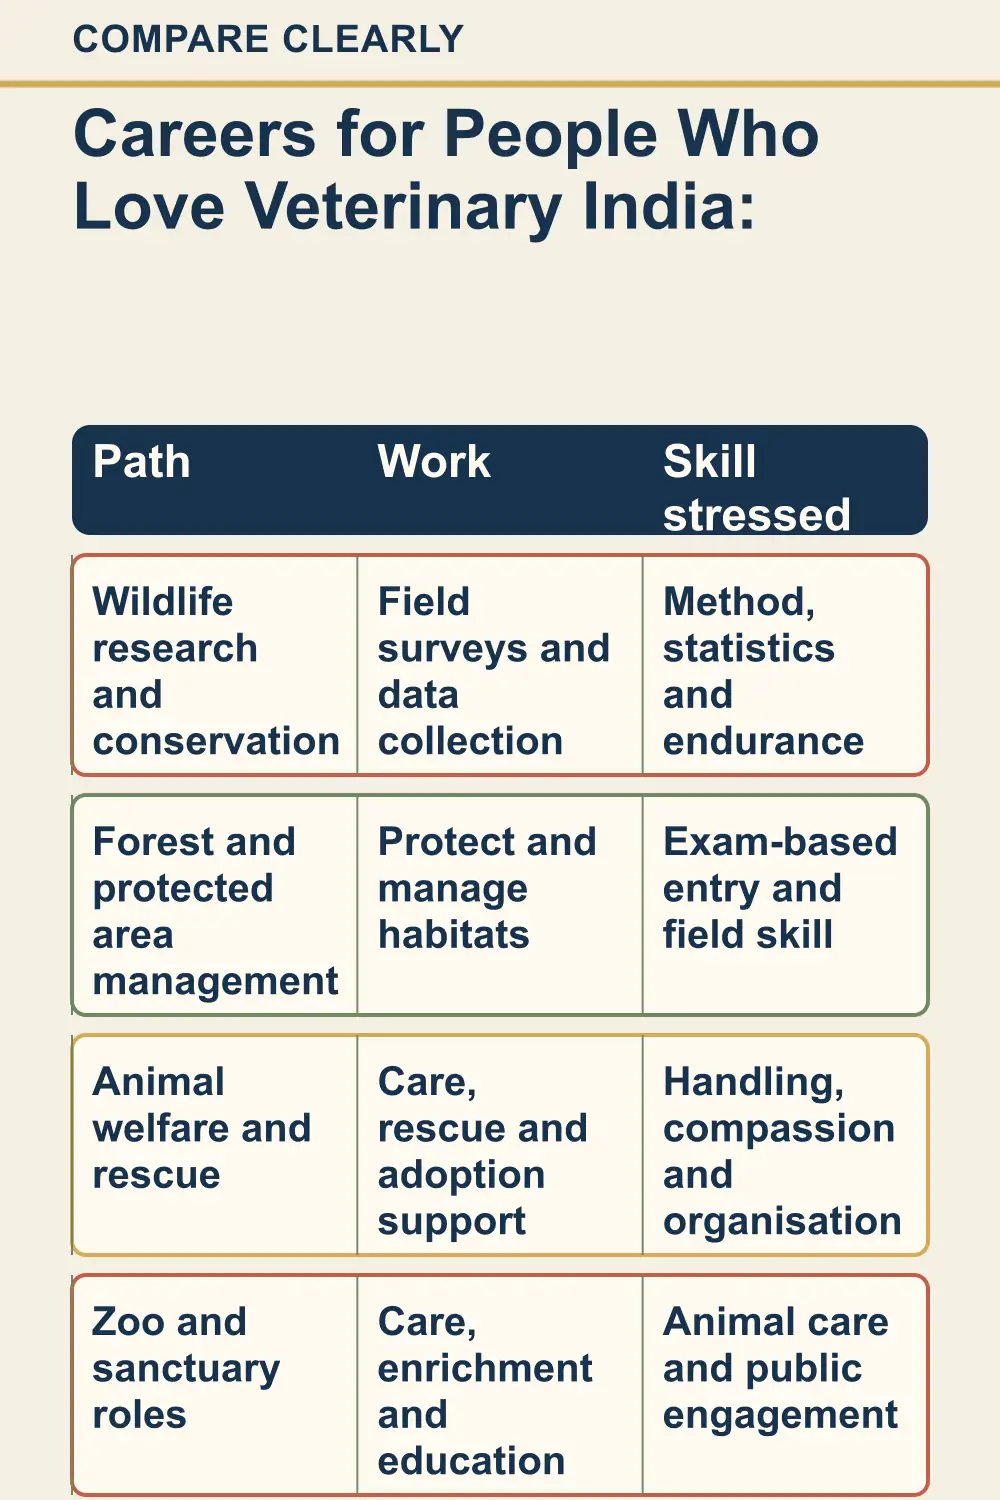 COMPARE CLEARLY
Careers for People Who
Love Veterinary India:
Path
Work
Skill
stressed
Wildlife
research
and
conservation
Field
surveys and
data
collection
Method,
statistics
and
endurance
Forest and
protected
area
management
Protect and
manage
habitats
Exam-based
entry and
field skill
Animal
welfare and
rescue
Care,
rescue and
adoption
support
Handling,
compassion
and
organisation
Zoo and
sanctuary
roles
Care,
enrichment
and
education
Animal care
and public
engagement